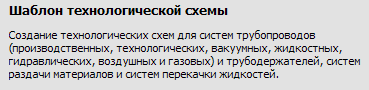 Шаблон технологической схемы
Создание технологических схем для систем трубопроводов
(производственных, технологических, вакуумных, жидкостных,
гидравлических, воздушных и газовых) и трубодержателей, систем
раздачи материалов и систем перекачки жидкостей.